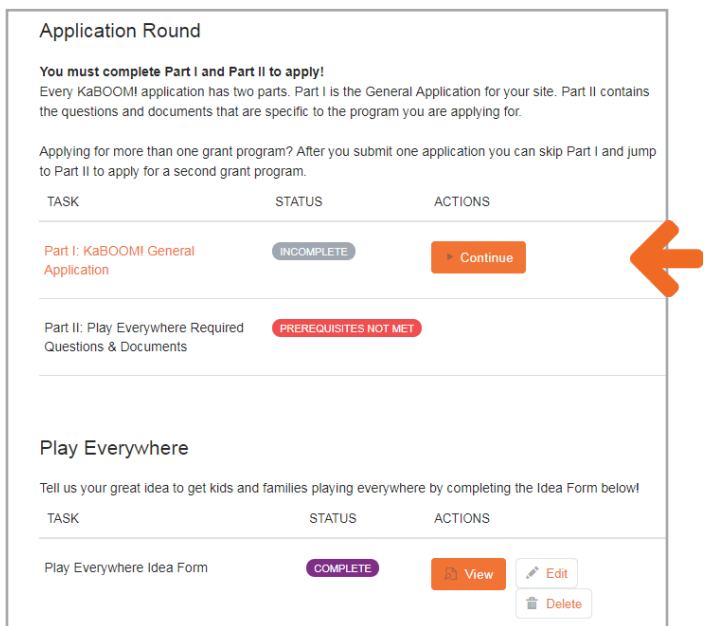 Application Round
You must complete Part I and Part II to apply!
Every KaBOOM! application has two parts. Part I is the General Application for your site. Part II contains
the questions and documents that are specific to the program you are applying for.
Applying for more than one grant program? After you submit one application you can skip Part I and jump
to Part II to apply for a second grant program.
TASK STATUS ACTIONS
Part I: KaBOOM! General
Application
INCOMPLETE
Continue
Part II: Play Everywhere Required
Questions & Documents
PREREQUISITES NOT MET
Play Everywhere
Tell us your great idea to get kids and families playing everywhere by completing the Idea Form below!
TASK STATUS ACTIONS
Play Everywhere Idea Form COMPLETE View Edit
Delete